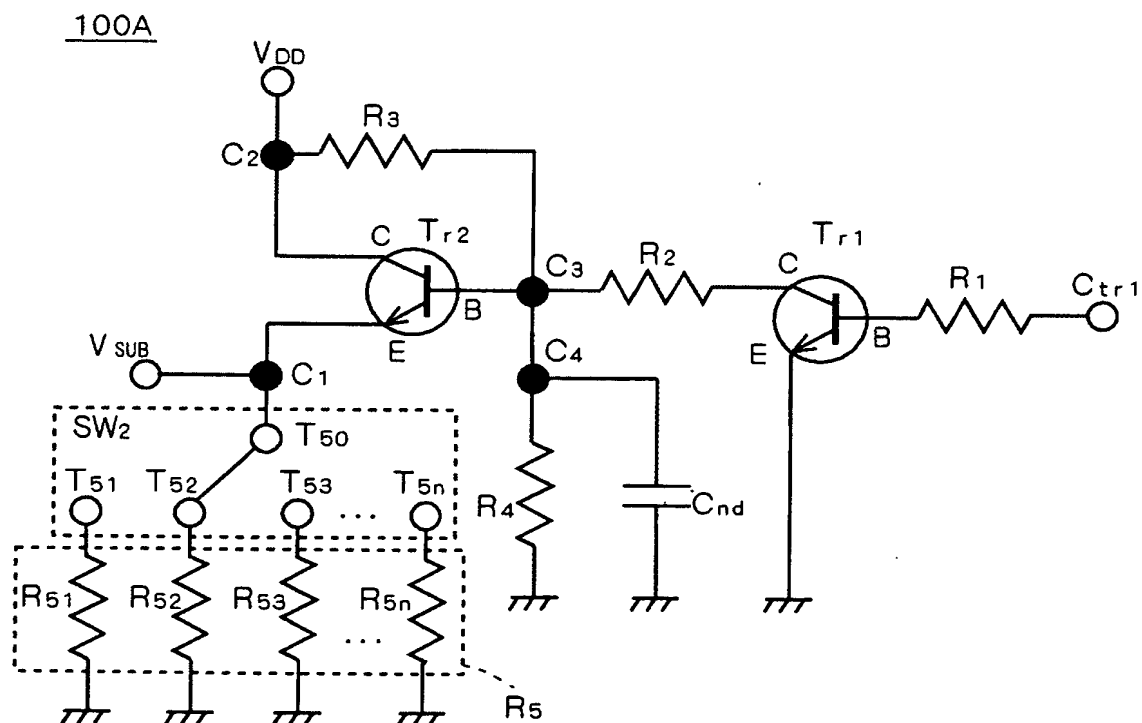 100A
VDD
R3
C2
C
Tr2
C3
R2
C
Tr1
R1
Ctr1
B
B
E
E
VSUB
C1
C4
SW2
T50
T51
T52
T53
...
T5n
R4
Cnd
R51
R52
R53
R5n
...
R5